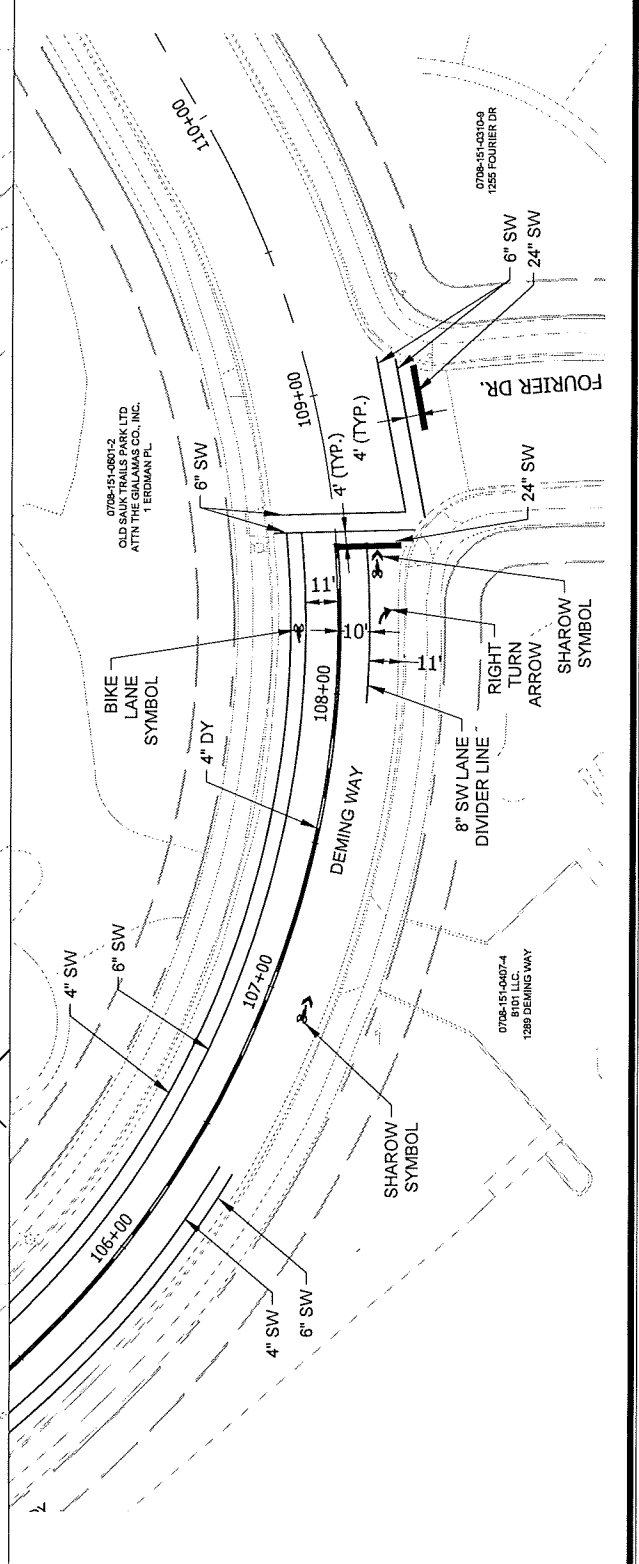 110+00
0708-151-0310-9
1255 FOURIER DR
6" SW
24" SW
FOURIER DR.
109+00
4' (TYP.)
4' (TYP.)
0708-151-0601-2
OLD SAUK TRAILS PARK LTD
ATTN THE GIALAMAS CO., INC.
1 ERDMAN PL
6" SW
24" SW
BIKE
LANE
SYMBOL
11'
10'
11'
108+00
SHAROW
SYMBOL
RIGHT
TURN
ARROW
4" DY
DEMING WAY
8" SW LANE
DIVIDER LINE
4" SW
6" SW
107+00
0708-151-0407-4
8101 LLC.
1289 DEMING WAY
SHAROW
SYMBOL
106+00
4" SW
6" SW